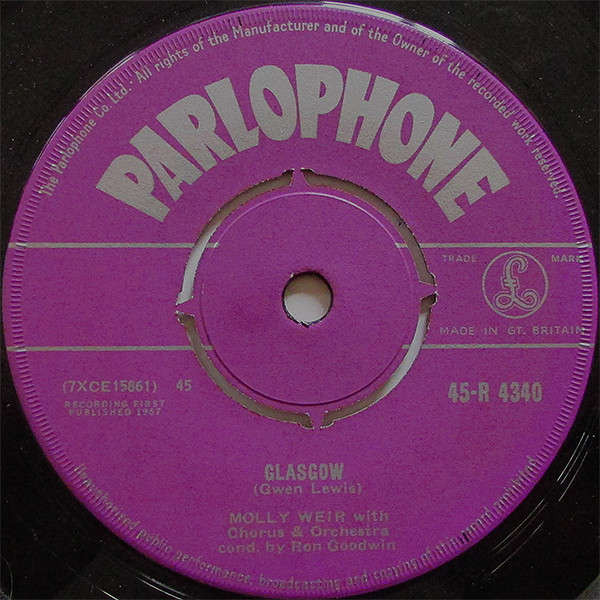 The Parlophone Co. Ltd. All rights of the Manufacturer and of the Owner of the recorded work reserved.
PARLOPHONE
TRADE MARK
£
MADE IN GT. BRITAIN
(7XCE15861) 45
RECORDING FIRST
PUBLISHED 1957
45-R 4340
GLASGOW
(Gwen Lewis)
MOLLY WEIR with
Chorus & Orchestra
cond. by Ron Goodwin
Unauthorised public performance, broadcasting and copying of this record prohibited